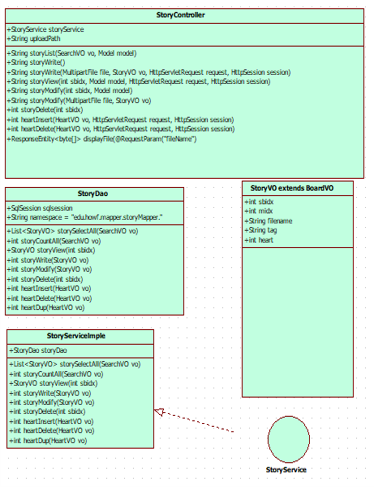 StoryController
+StoryService storyService
+String uploadPath
+String storyList(SearchVO vo, Model model)
+String storyWrite()
+String storyWrite(MultipartFile file, StoryVO vo, HttpServletRequest request, HttpSession session)
+String storyView(int sbidx, Model model, HttpServletRequest request, HttpSession session)
+String storyModify(int sbidx, Model model)
+String storyModify(MultipartFile file, StoryVO vo)
+int storyDelete(int sbidx)
+int heartInsert(HeartVO vo, HttpServletRequest request, HttpSession session)
+int heartDelete(HeartVO vo, HttpServletRequest request, HttpSession session)
+ResponseEntity<byte[]> displayFile(@RequestParam("fileName")
StoryDao
+SqlSession sqlsession
+String namespace = "edu.howf.mapper.storyMapper."
+List<StoryVO> storySelectAll(SearchVO vo)
+int storyCountAll(SearchVO vo)
+StoryVO storyView(int sbidx)
+int storyWrite(StoryVO vo)
+int storyModify(StoryVO vo)
+int storyDelete(int sbidx)
+int heartInsert(HeartVO vo)
+int heartDelete(HeartVO vo)
+int heartDup(HeartVO vo)
StoryVO extends BoardVO
+int sbidx
+int midx
+String filename
+String tag
+int heart
StoryServiceImple
+StoryDao storyDao
+List<StoryVO> storySelectAll(SearchVO vo)
+int storyCountAll(SearchVO vo)
+StoryVO storyView(int sbidx)
+int storyWrite(StoryVO vo)
+int storyModify(StoryVO vo)
+int storyDelete(int sbidx)
+int heartInsert(HeartVO vo)
+int heartDelete(HeartVO vo)
+int heartDup(HeartVO vo)
StoryService